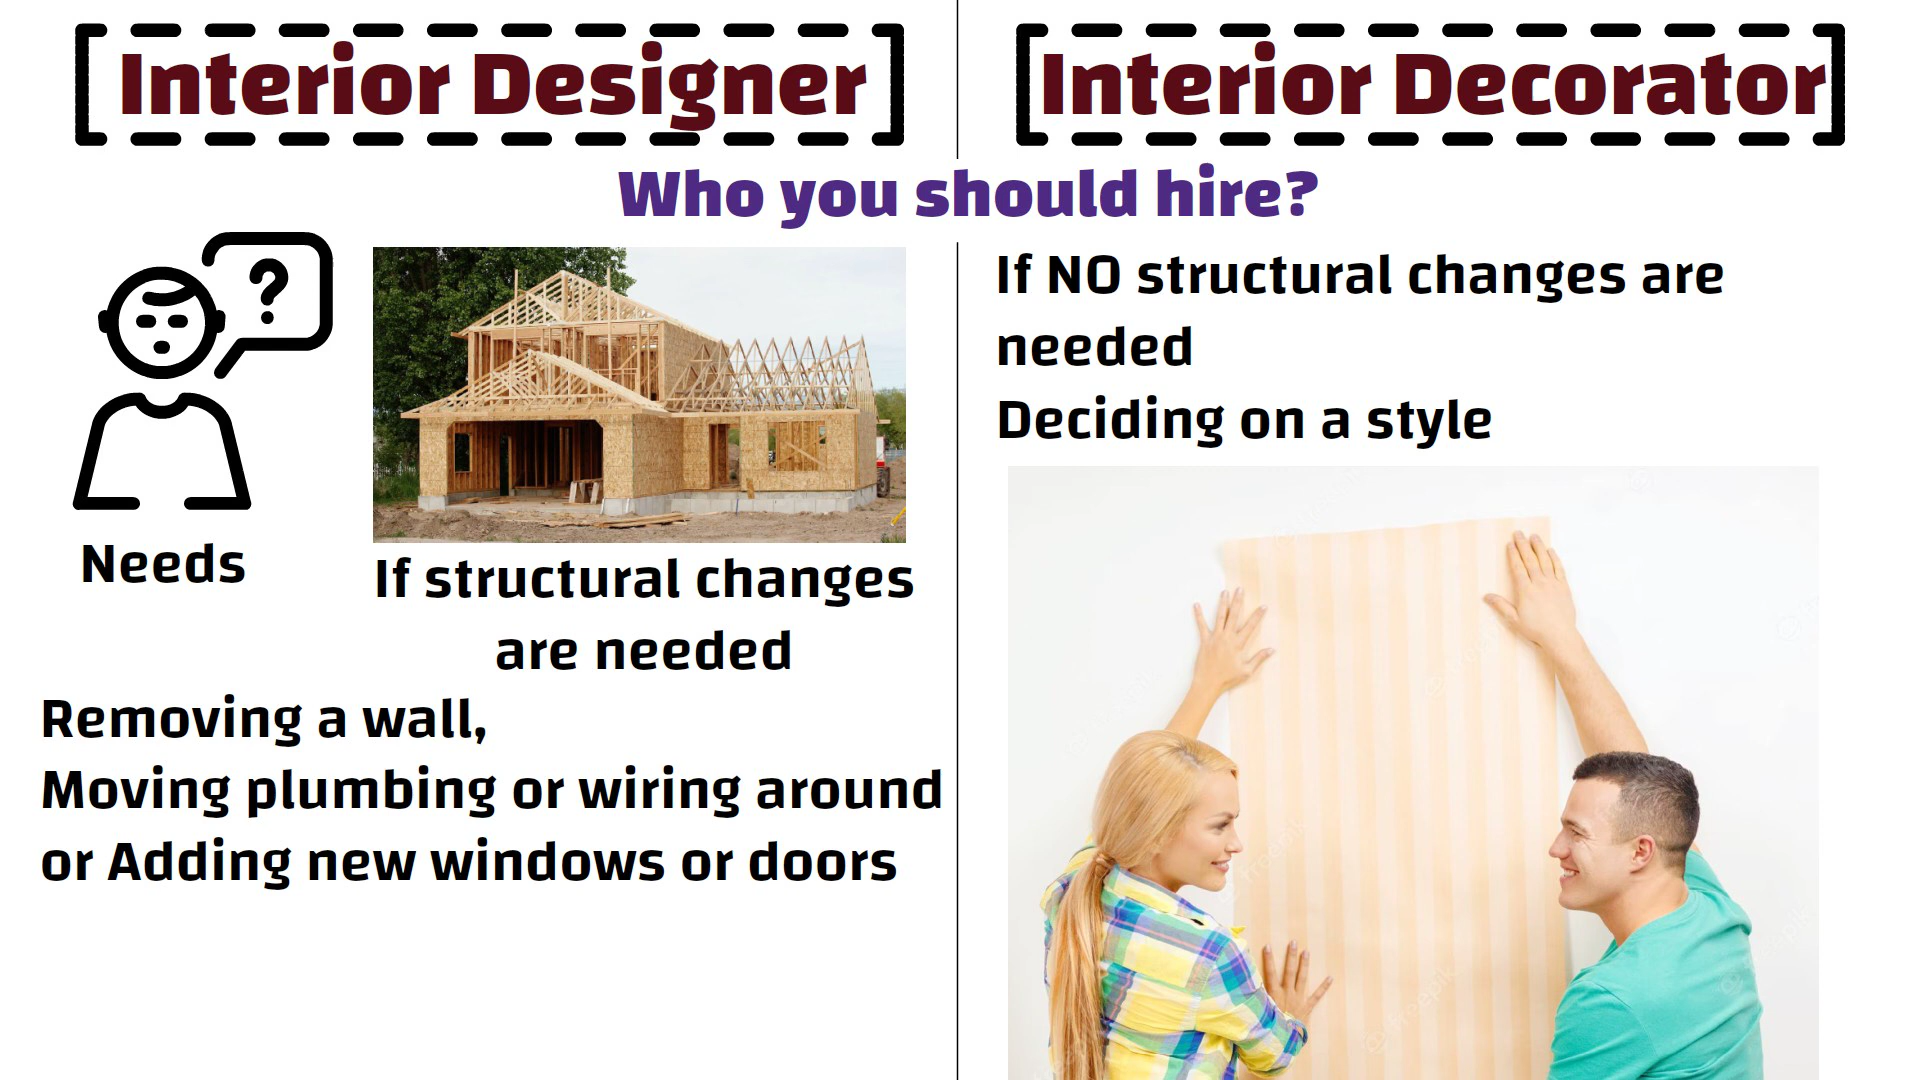 Interior Designer
Interior Decorator
Who you should hire?
?
Needs
If structural changes
are needed
Removing a wall,
Moving plumbing or wiring around
or Adding new windows or doors
If NO structural changes are
needed
Deciding on a style